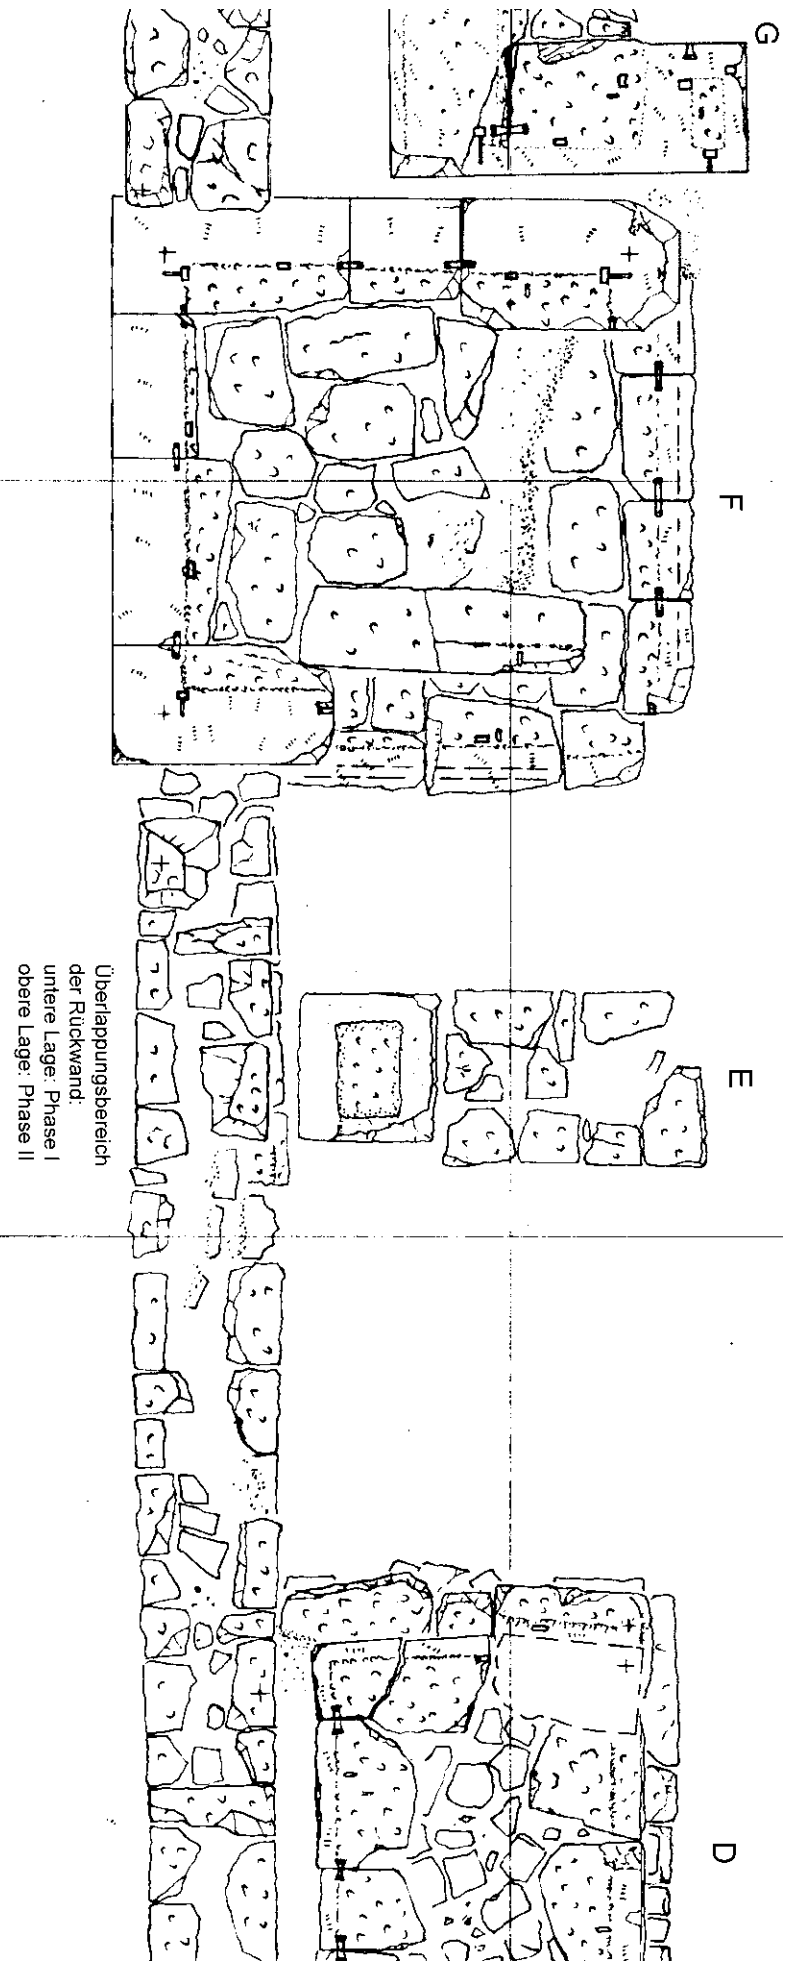 G
F
E
Überlappungsbereich
der Rückwand:
untere Lage: Phase I
obere Lage: Phase II
D